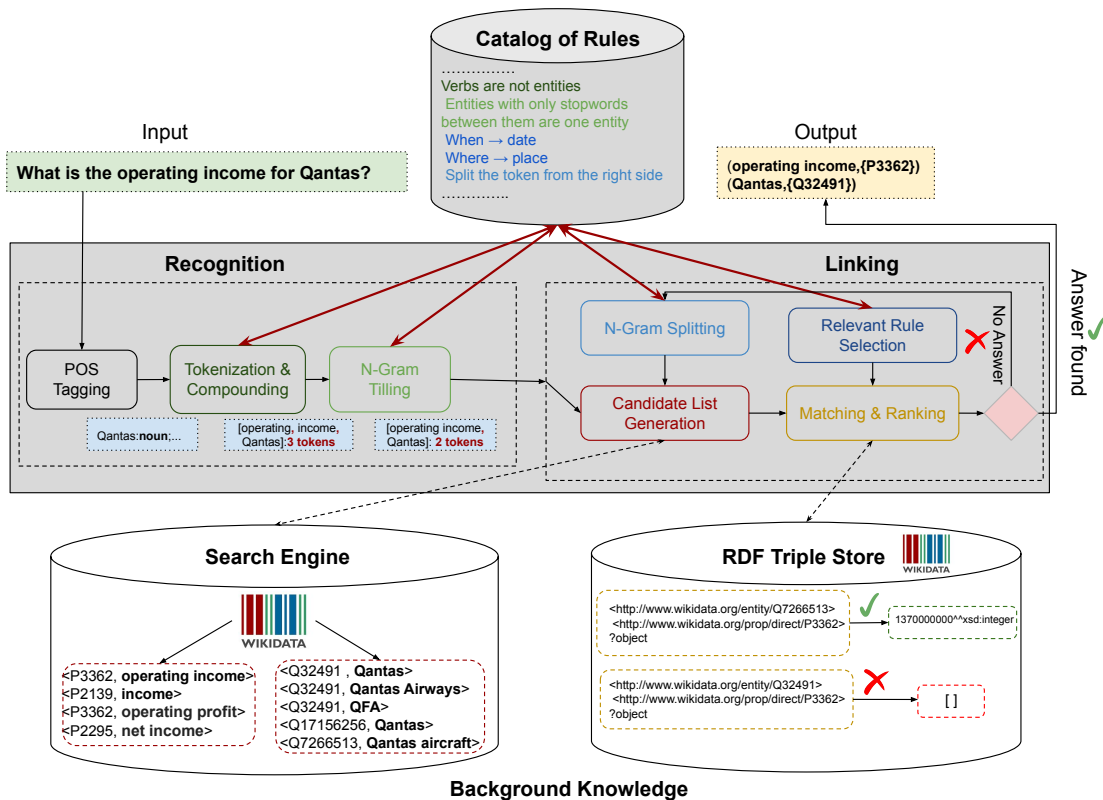 Catalog of Rules
……………
Verbs are not entities
Entities with only stopwords
between them are one entity
When → date
Where → place
Split the token from the right side
…………..
Input
What is the operating income for Qantas?
Output
(operating income,{P3362})
(Qantas,{Q32491})
Recognition
Linking
POS
Tagging
Tokenization &
Compounding
N-Gram
Tilling
N-Gram Splitting
Relevant Rule
Selection
Candidate List
Generation
Matching & Ranking
No Answer
Answer found
Qantas:noun;...
[operating, income,
Qantas]:3 tokens
[operating income,
Qantas]: 2 tokens
Search Engine
WIKIDATA
<P3362, operating income>
<P2139, income>
<P3362, operating profit>
<P2295, net income>
<Q32491 , Qantas>
<Q32491, Qantas Airways>
<Q32491, QFA>
<Q17156256, Qantas>
<Q7266513, Qantas aircraft>
RDF Triple Store
WIKIDATA
<http://www.wikidata.org/entity/Q7266513>
<http://www.wikidata.org/prop/direct/P3362>
?object
1370000000^^xsd:integer
<http://www.wikidata.org/entity/Q32491>
<http://www.wikidata.org/prop/direct/P3362>
?object
[ ]
Background Knowledge